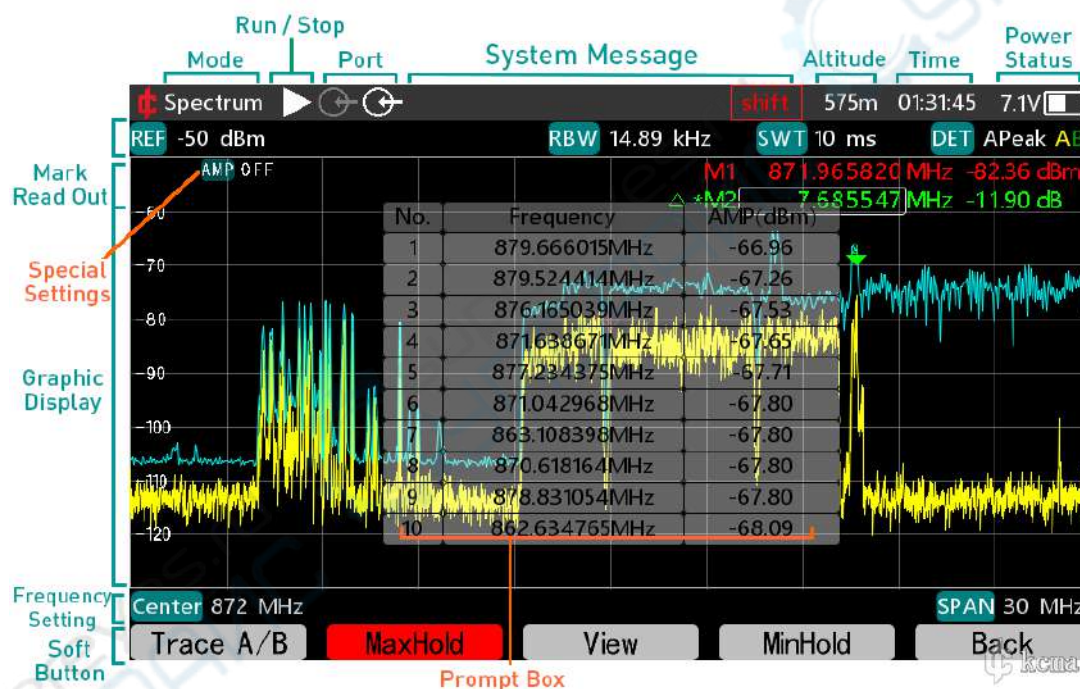 Run / Stop
Mode
Port
System Message
Altitude
Time
Power
Status
Spectrum
shift
575m
01:31:45
7.1V
REF -50 dBm
RBW 14.89 kHz
SWT 10 ms
DET APeak
AMP OFF
M1 871.965820 MHz -82.36 dBm
△ *M2 7.685547 MHz -11.90 dB
Mark
Read Out
Special
Settings
Graphic
Display
-60
-70
-80
-90
-100
-110
-120
No. Frequency AMP(dBm)
1 879.666015MHz -66.96
2 879.524414MHz -67.26
3 876.165039MHz -67.53
4 871.638671MHz -67.65
5 877.234375MHz -67.71
6 871.042968MHz -67.80
7 863.108398MHz -67.80
8 870.618164MHz -67.80
9 878.831054MHz -67.80
10 862.634765MHz -68.09
Frequency
Setting
Center 872 MHz
SPAN 30 MHz
Soft
Button
Trace A/B
MaxHold
View
MinHold
Back
Prompt Box